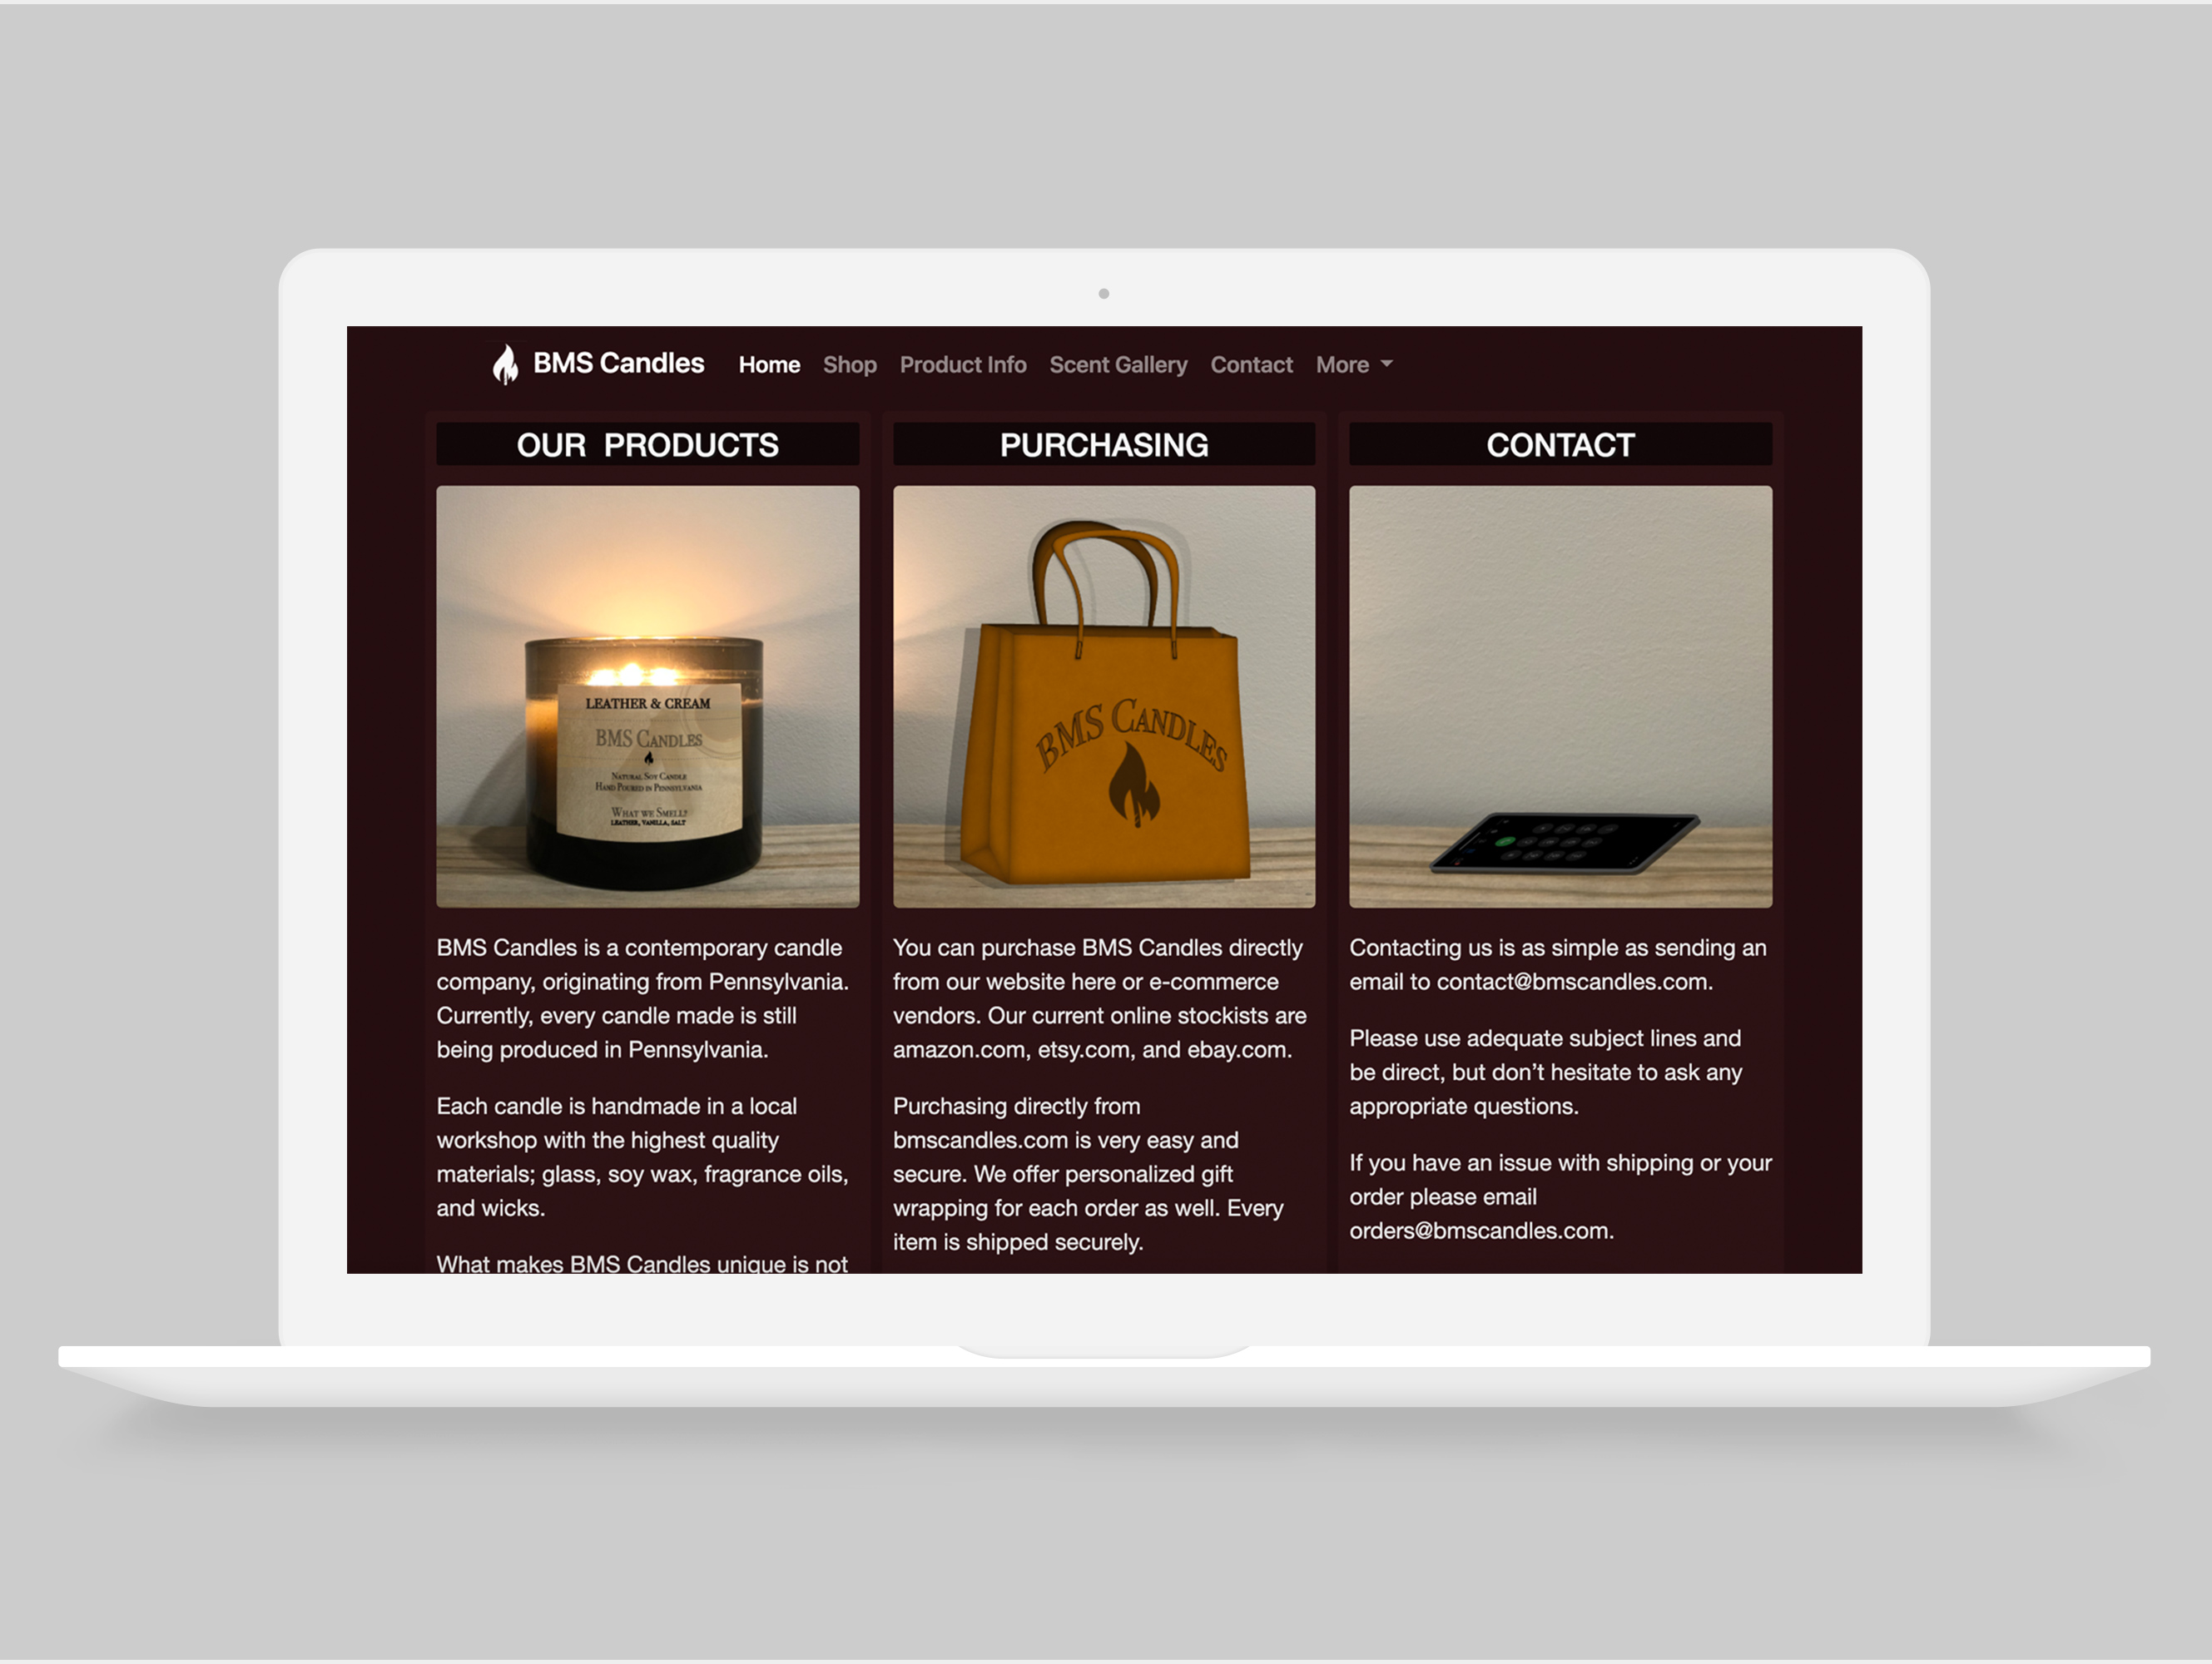 BMS Candles Home Shop Product Info Scent Gallery Contact More
OUR PRODUCTS
LEATHER & CREAM
BMS CANDLES
NATURAL SOY CANDLE
HAND POURED IN PENNSYLVANIA
WHAT WE SMELL?
LEATHER, VANILLA, SALT
BMS Candles is a contemporary candle
company, originating from Pennsylvania.
Currently, every candle made is still
being produced in Pennsylvania.
Each candle is handmade in a local
workshop with the highest quality
materials; glass, soy wax, fragrance oils,
and wicks.
What makes BMS Candles unique is not
PURCHASING
BMS CANDLES
You can purchase BMS Candles directly
from our website here or e-commerce
vendors. Our current online stockists are
amazon.com, etsy.com, and ebay.com.
Purchasing directly from
bmscandles.com is very easy and
secure. We offer personalized gift
wrapping for each order as well. Every
item is shipped securely.
CONTACT
Contacting us is as simple as sending an
email to contact@bmscandles.com.
Please use adequate subject lines and
be direct, but don’t hesitate to ask any
appropriate questions.
If you have an issue with shipping or your
order please email
orders@bmscandles.com.